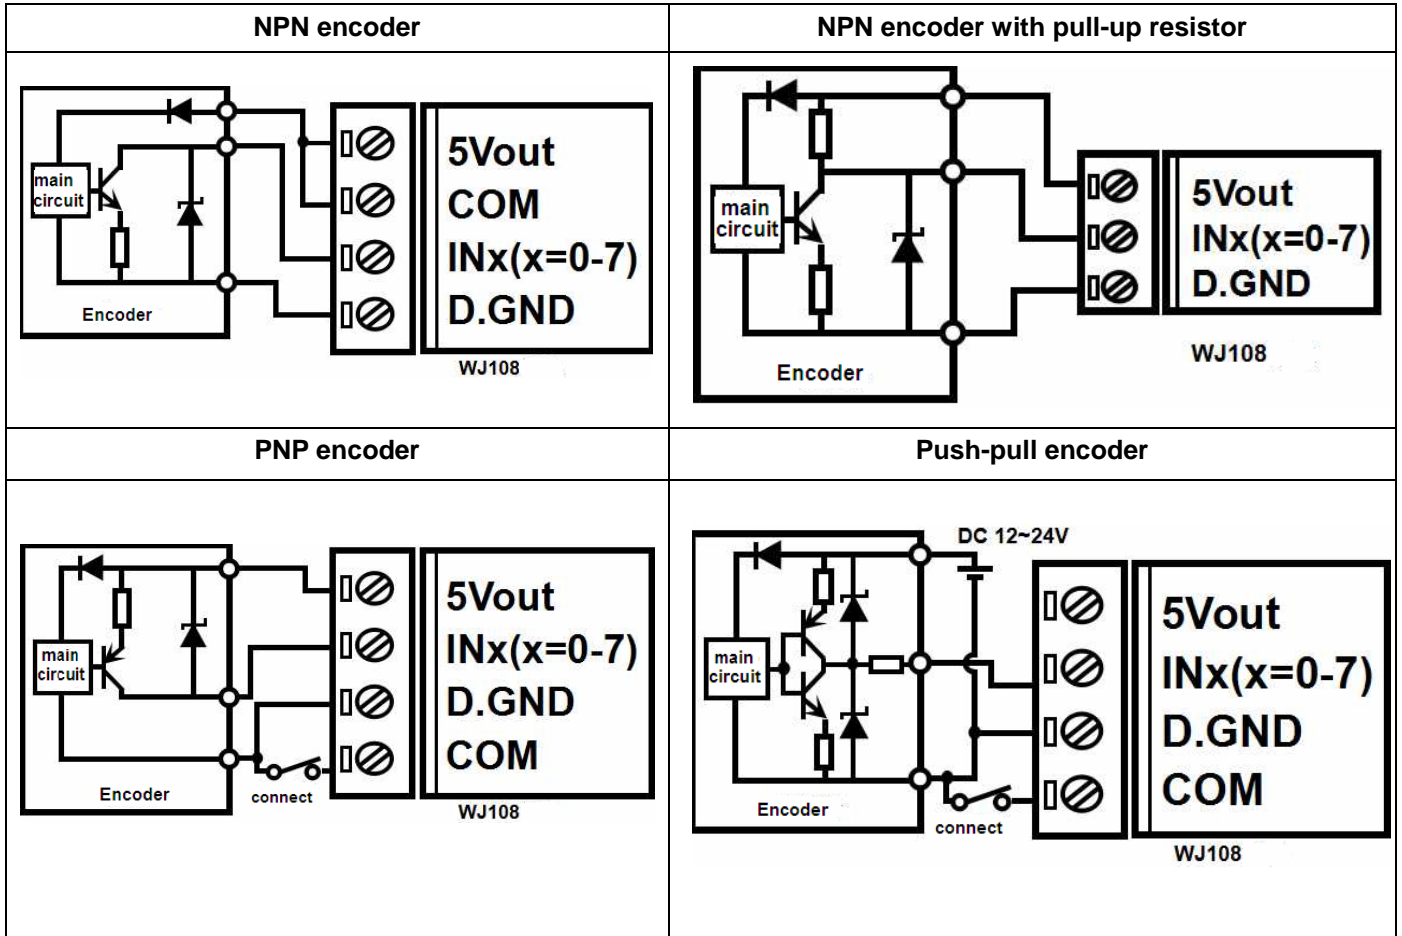 NPN encoder
main
circuit
Encoder
5Vout
COM
INx(x=0-7)
D.GND
WJ108
NPN encoder with pull-up resistor
main
circuit
Encoder
5Vout
INx(x=0-7)
D.GND
WJ108
PNP encoder
main
circuit
Encoder
connect
5Vout
INx(x=0-7)
D.GND
COM
WJ108
Push-pull encoder
DC 12~24V
main
circuit
Encoder
connect
5Vout
INx(x=0-7)
D.GND
COM
WJ108